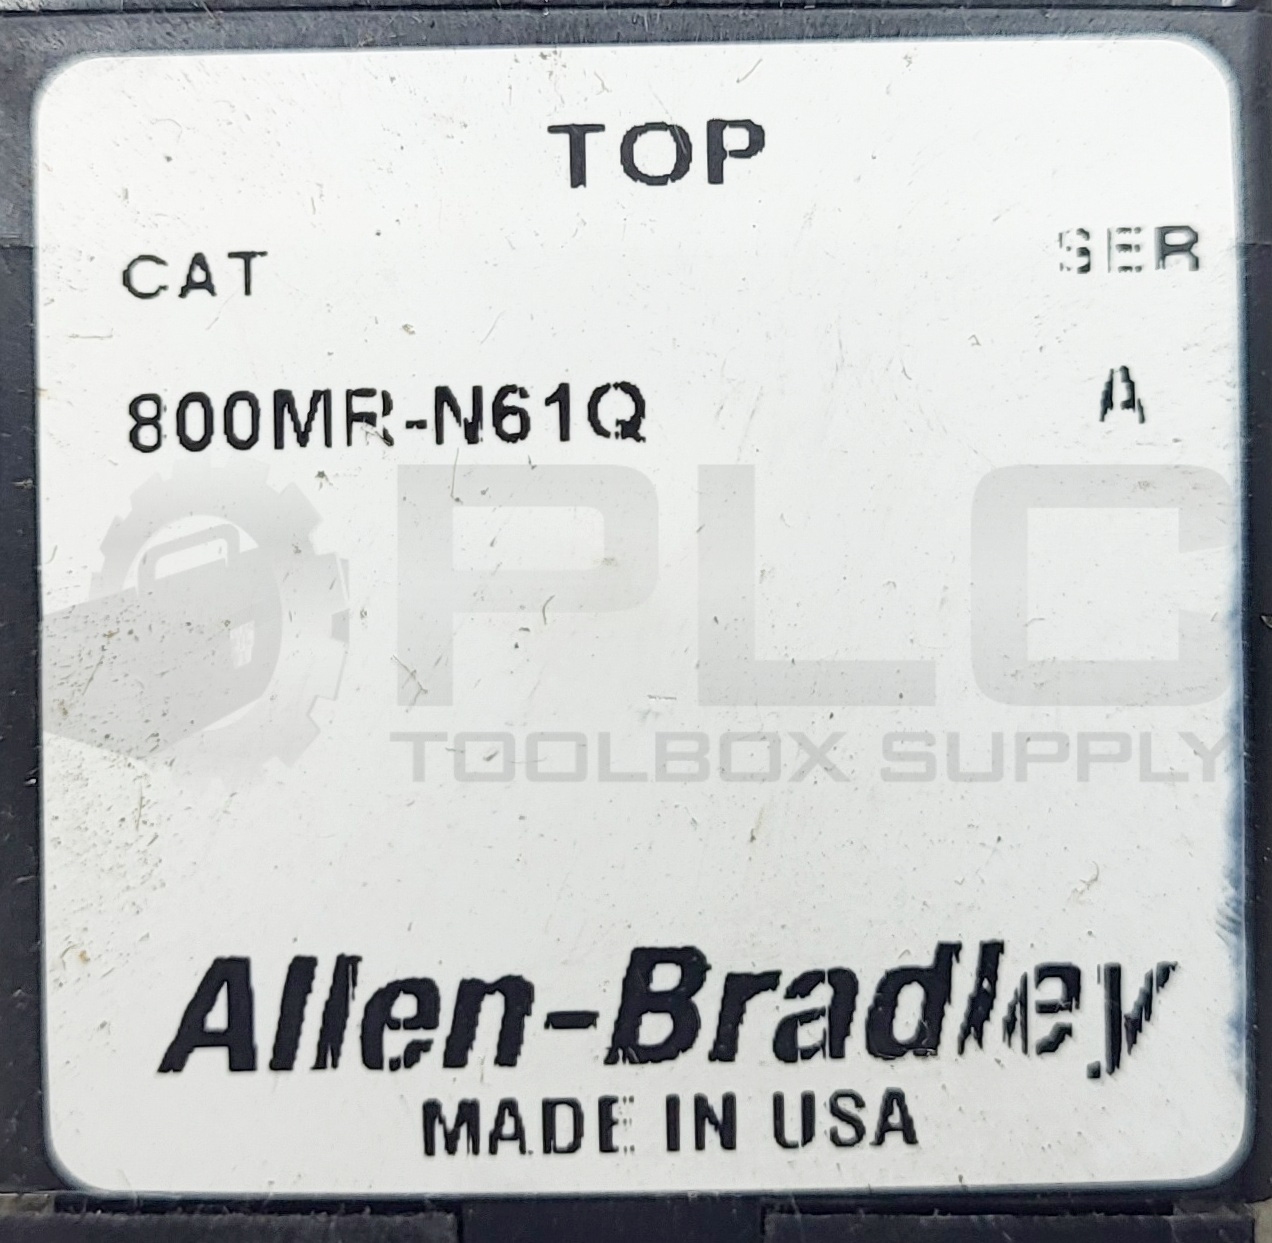 TOP
CAT SER
800MR-N61Q A
PLC
TOOLBOX SUPPLY
Allen-Bradley
MADE IN USA